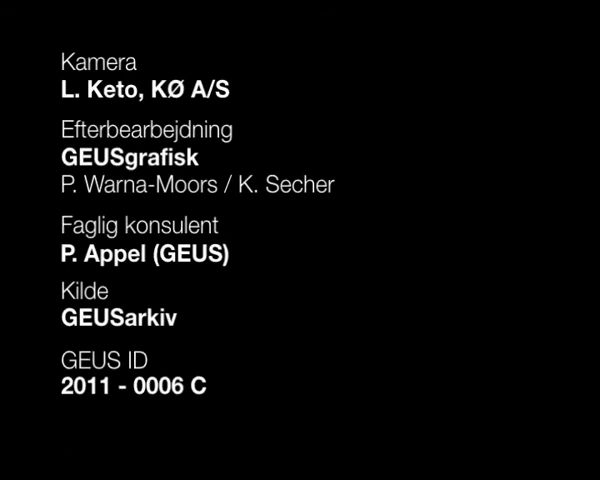 Kamera
L. Keto, KØ A/S
Efterbearbejdning
GEUSgrafisk
P. Warna-Moors / K. Secher
Faglig konsulent
P. Appel (GEUS)
Kilde
GEUSarkiv
GEUS ID
2011 - 0006 C